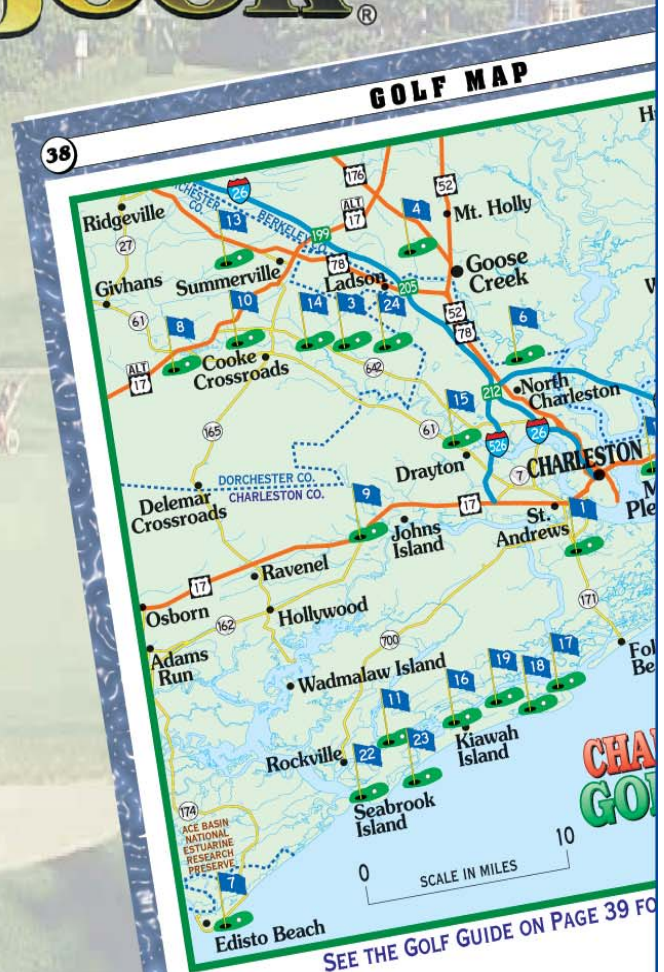 ®
GOLF MAP
38
Ridgeville
27
Givhans
61
ALT
17
26
CHESTER
CO.
BERKELEY
13
199
176
ALT
17
52
4
Mt. Holly
Summerville
78
Ladson
205
Goose
Creek
8
10
14
3
24
52
78
6
Cooke
Crossroads
642
165
15
61
212
North
Charleston
526
26
Drayton
7
CHARLESTON
DORCHESTER CO.
CHARLESTON CO.
Delemar
Crossroads
9
17
Johns
Island
St.
Andrews
1
Ravenel
17
Osborn
162
Hollywood
171
Adams
Run
700
Wadmalaw Island
11
16
19
18
17
Rockville
22
23
Kiawah
Island
Seabrook
Island
174
ACE BASIN
NATIONAL
ESTUARINE
RESEARCH
PRESERVE
7
Edisto Beach
0
10
SCALE IN MILES
SEE THE GOLF GUIDE ON PAGE 39